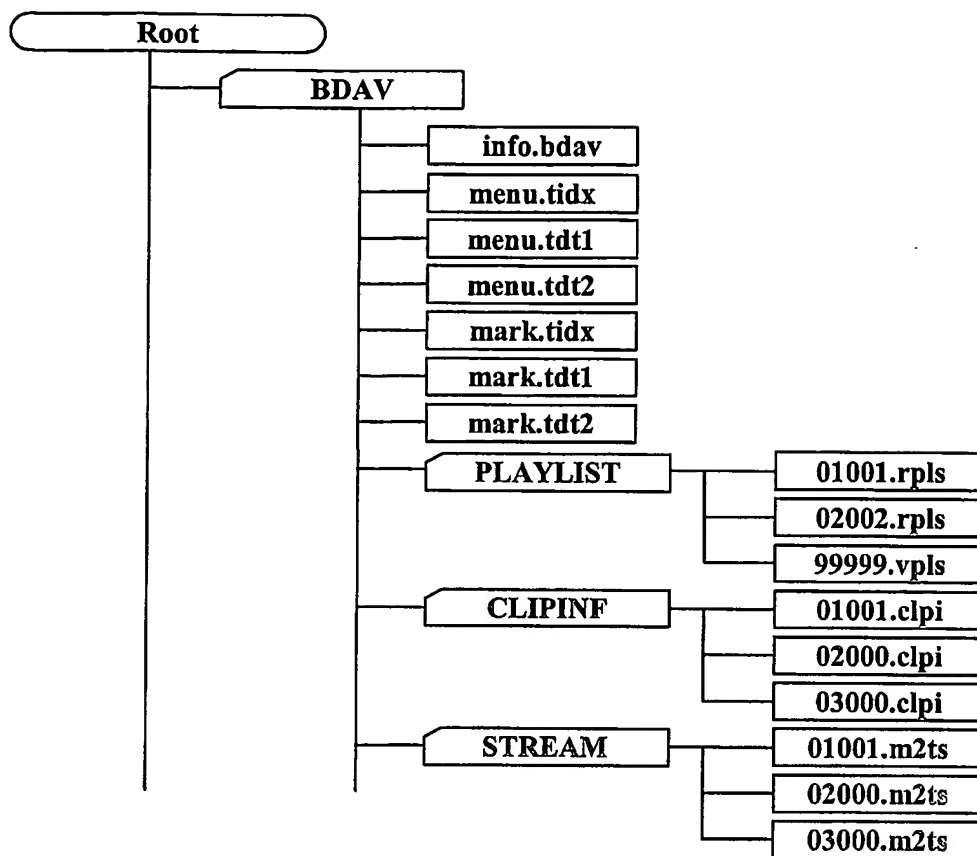 Root
BDAV
info.bdav
menu.tidx
menu.tdt1
menu.tdt2
mark.tidx
mark.tdt1
mark.tdt2
PLAYLIST
01001.rpls
02002.rpls
99999.vpls
CLIPINF
01001.clpi
02000.clpi
03000.clpi
STREAM
01001.m2ts
02000.m2ts
03000.m2ts